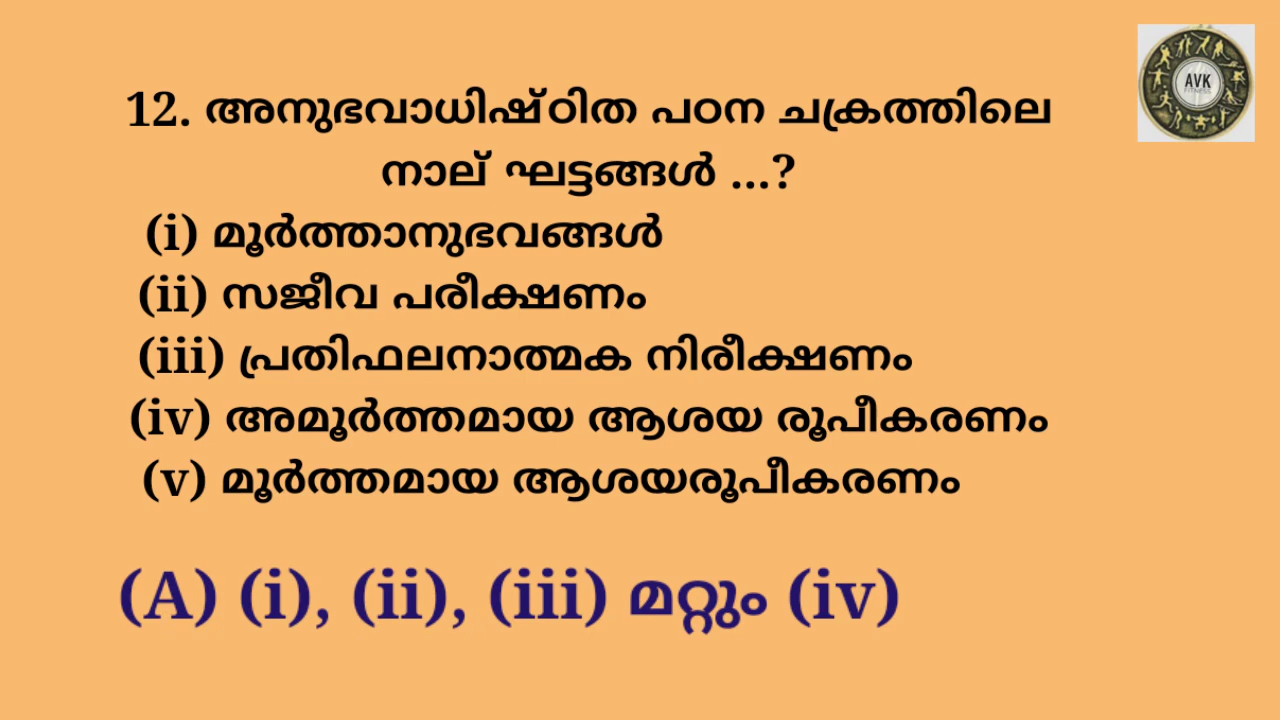 AVK
FITNESS
12. അനുഭവാധിഷ്ഠിത പഠന ചക്രത്തിലെ
നാല് ഘട്ടങ്ങൾ ...?
(i) മൂർത്താനുഭവങ്ങൾ
(ii) സജീവ പരീക്ഷണം
(iii) പ്രതിഫലനാത്മക നിരീക്ഷണം
(iv) അമൂർത്തമായ ആശയ രൂപീകരണം
(v) മൂർത്തമായ ആശയരൂപീകരണം
(A) (i), (ii), (iii) മറ്റും (iv)